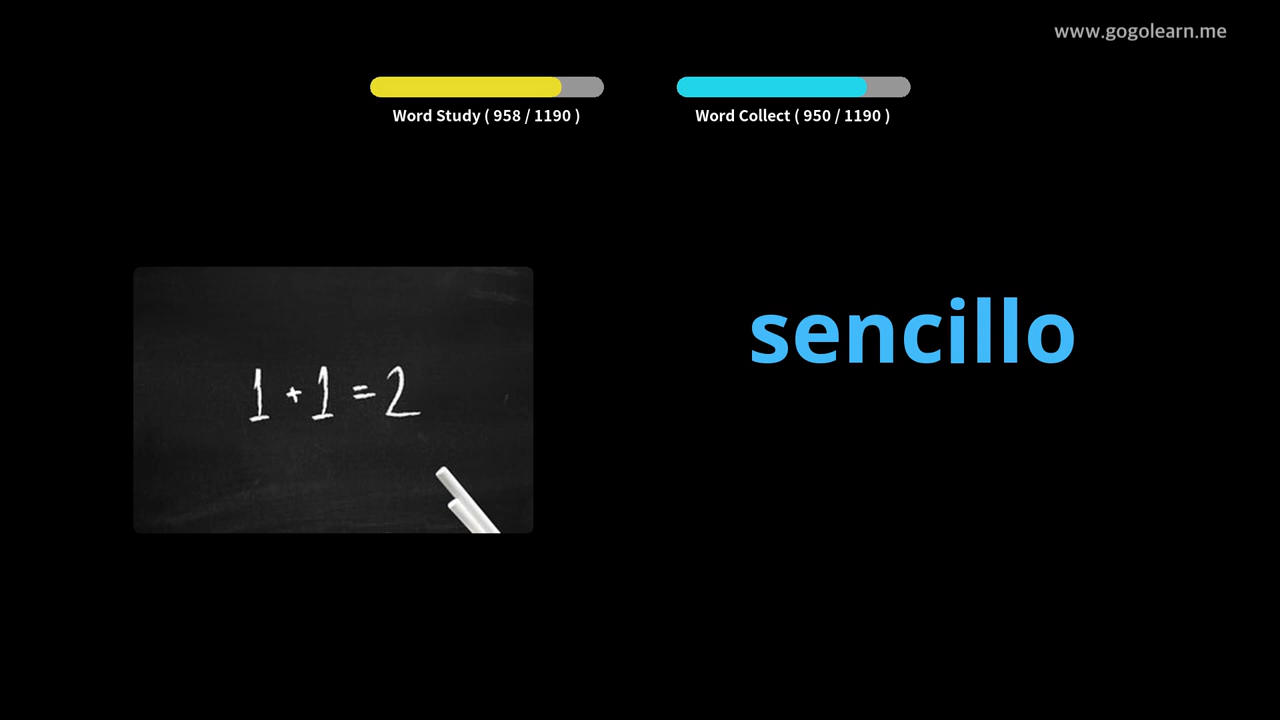 www.gogolearn.me
Word Study ( 958 / 1190 )
Word Collect ( 950 / 1190 )
sencillo
1 + 1 = 2